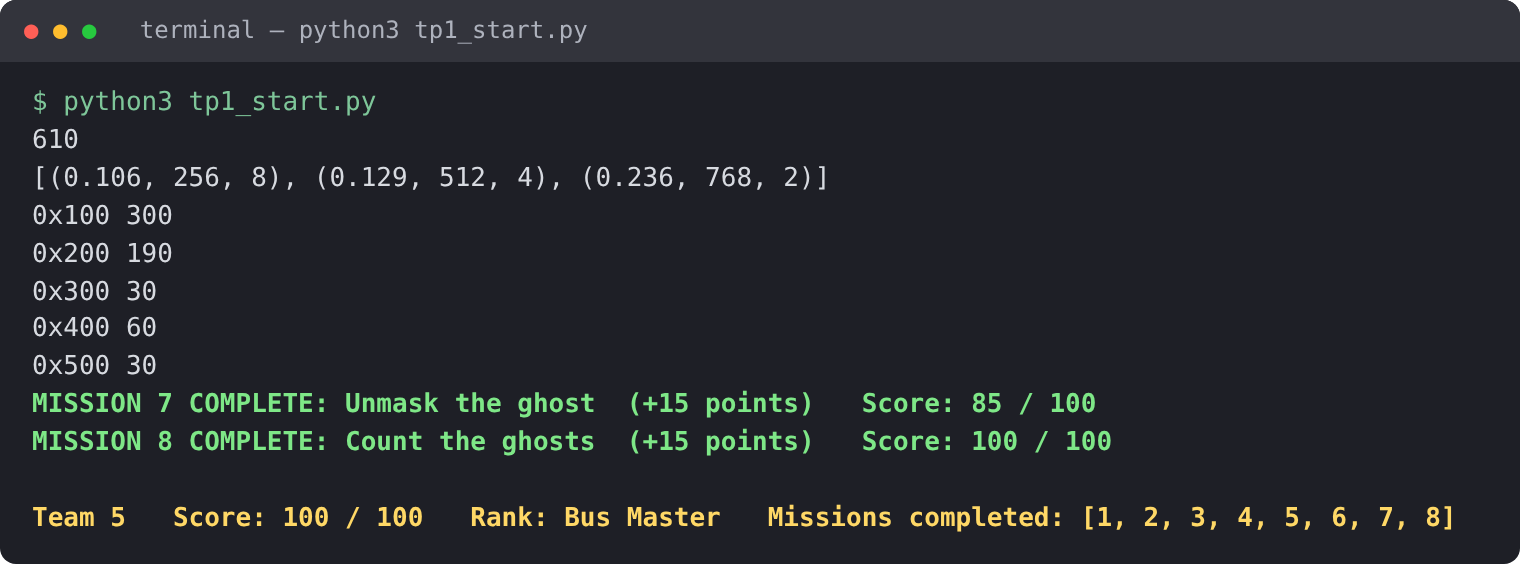 terminal — python3 tp1_start.py
$ python3 tp1_start.py
610
[(0.106, 256, 8), (0.129, 512, 4), (0.236, 768, 2)]
0x100 300
0x200 190
0x300 30
0x400 60
0x500 30
MISSION 7 COMPLETE: Unmask the ghost  (+15 points)   Score: 85 / 100
MISSION 8 COMPLETE: Count the ghosts  (+15 points)   Score: 100 / 100
Team 5   Score: 100 / 100   Rank: Bus Master   Missions completed: [1, 2, 3, 4, 5, 6, 7, 8]